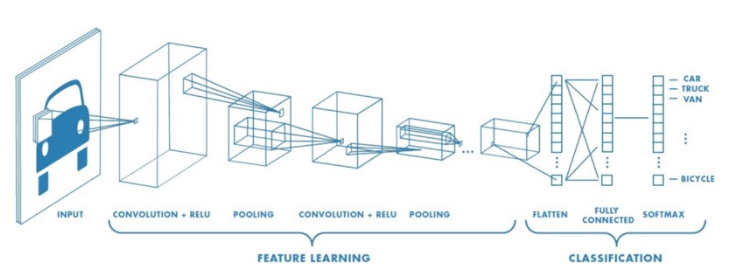 CAR
TRUCK
VAN
BICYCLE
INPUT
CONVOLUTION + RELU
POOLING
CONVOLUTION + RELU
POOLING
FLATTEN
FULLY
CONNECTED
SOFTMAX
FEATURE LEARNING
CLASSIFICATION